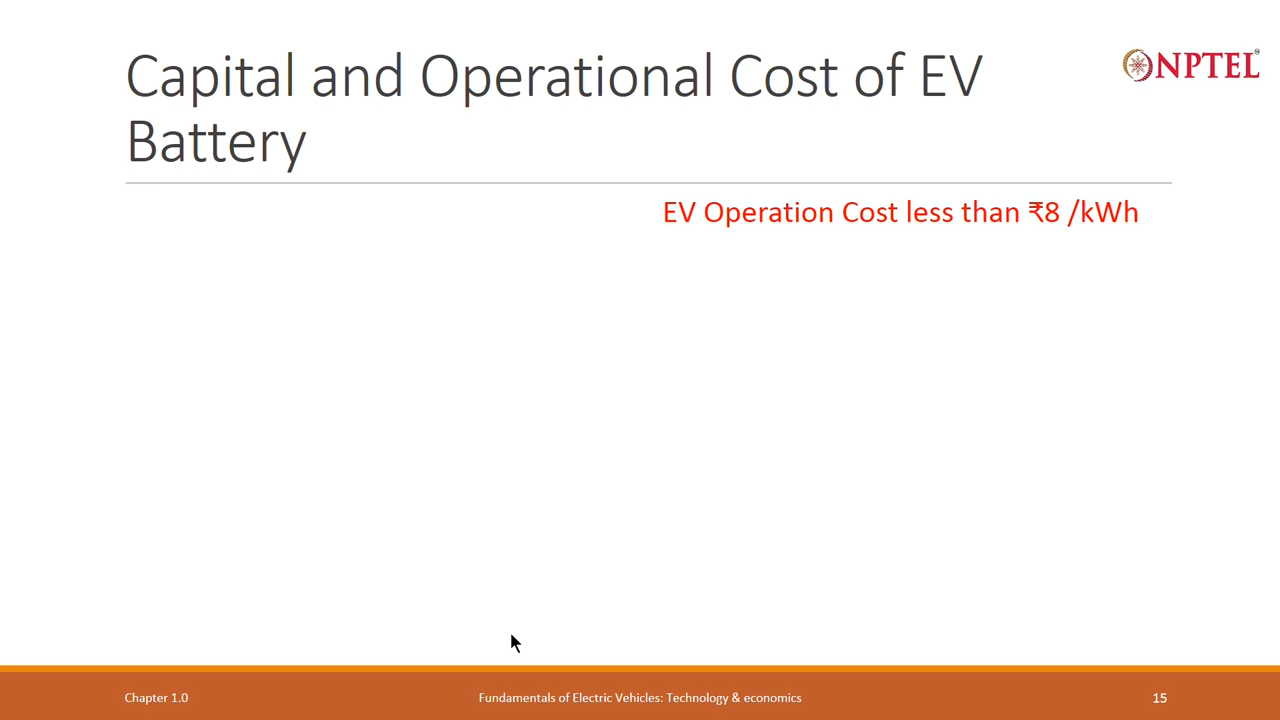 Capital and Operational Cost of EV
Battery
NPTEL
EV Operation Cost less than ₹8 /kWh
Chapter 1.0
Fundamentals of Electric Vehicles: Technology & economics
15